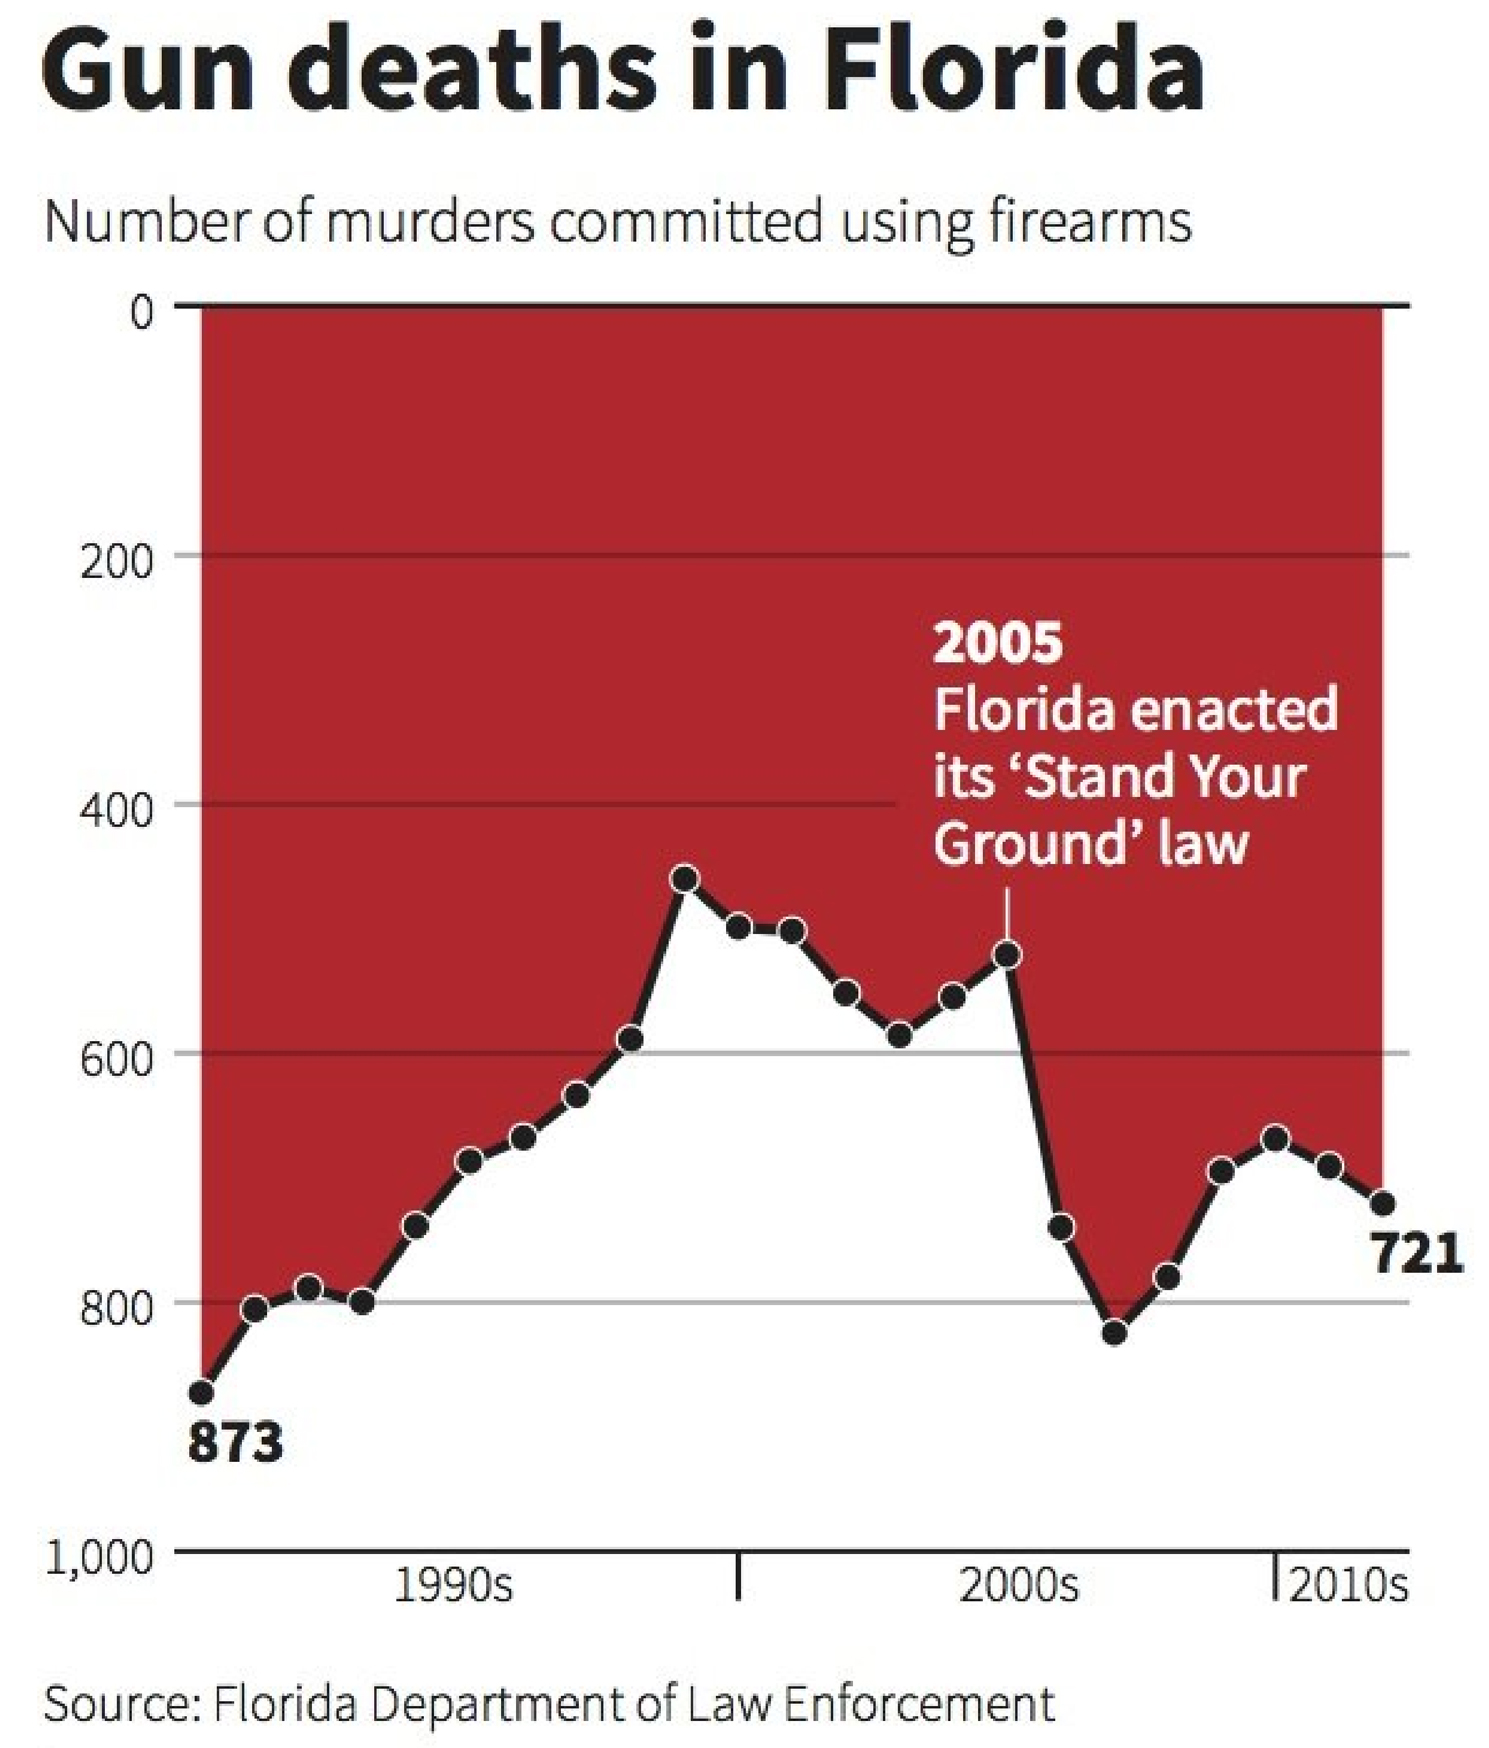 Gun deaths in Florida
Number of murders committed using firearms
0
200
400
600
800
1,000
2005
Florida enacted
its ‘Stand Your
Ground’ law
873
721
1990s
2000s
2010s
Source: Florida Department of Law Enforcement